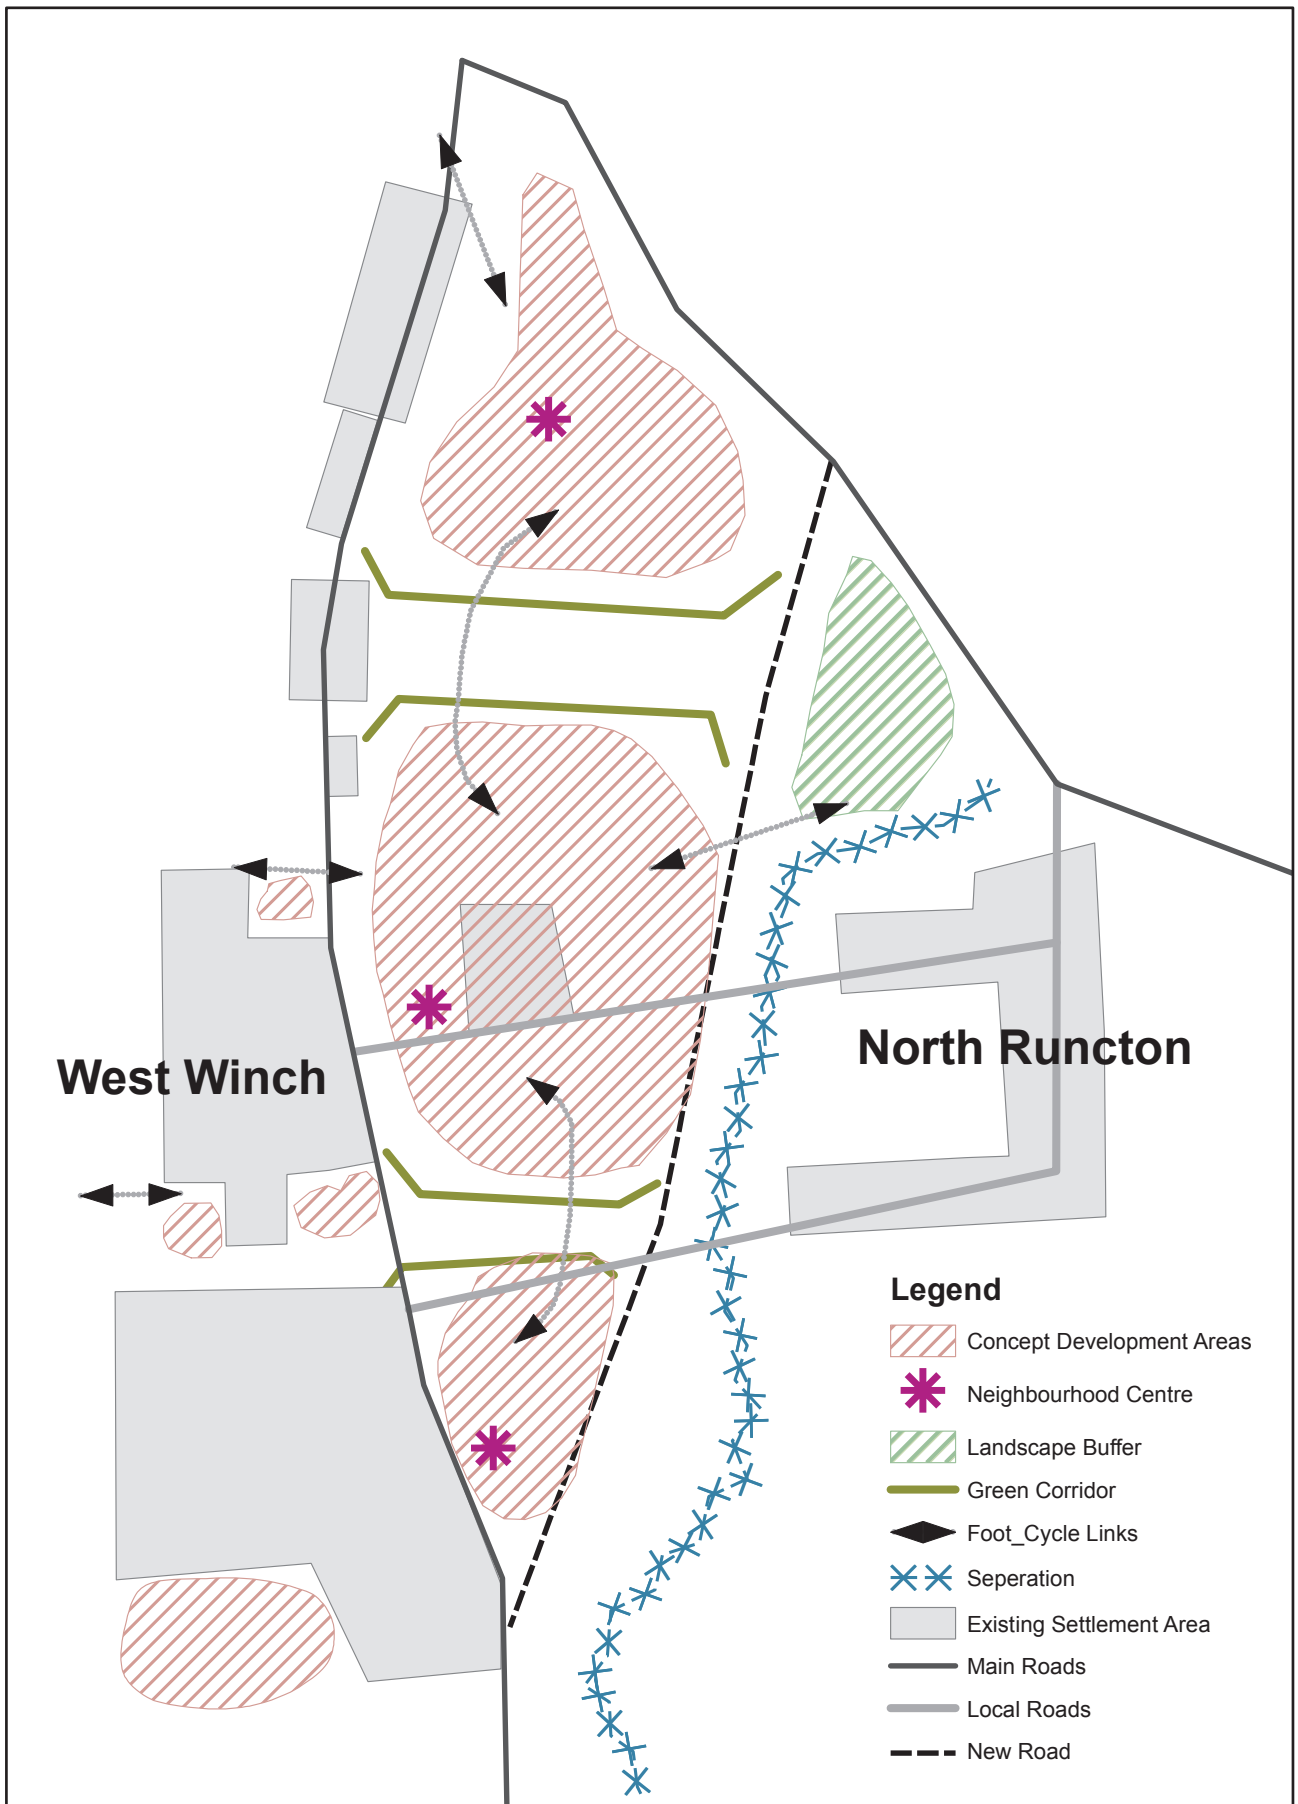 West Winch
North Runcton
Legend
Concept Development Areas
Neighbourhood Centre
Landscape Buffer
Green Corridor
Foot_Cycle Links
Seperation
Existing Settlement Area
Main Roads
Local Roads
New Road